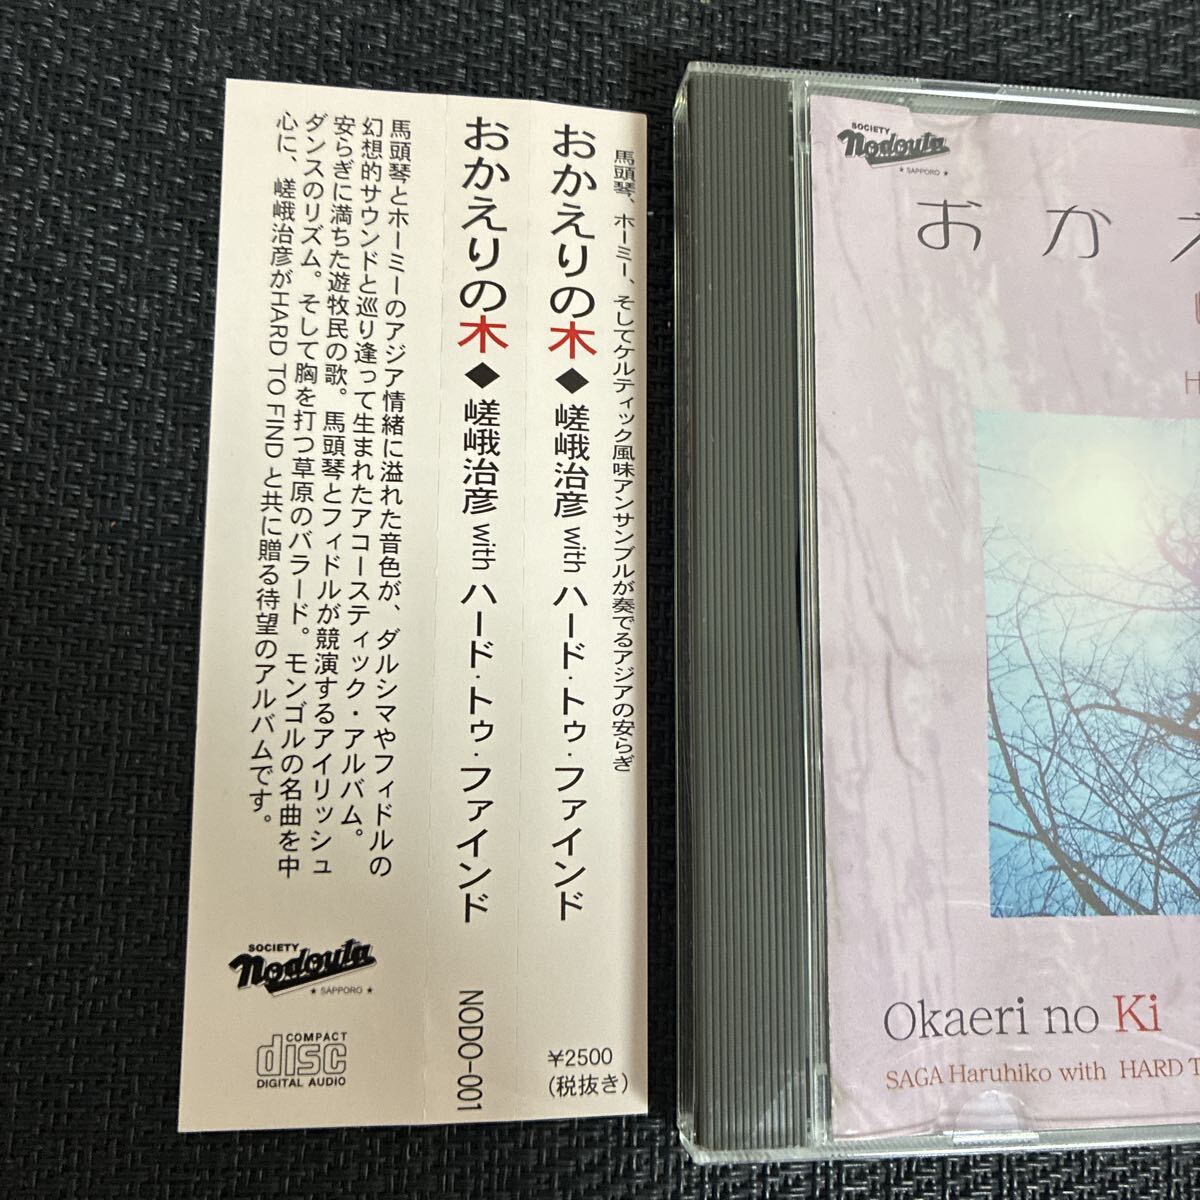 馬頭琴、ホーミー、そしてケルティック風味アンサンブルが奏でるアジアの安らぎ
おかえりの木◆嵯峨治彦 with ハード・トゥ・ファインド
¥2500
(税抜き)
おかえりの木◆嵯峨治彦 with ハード・トゥ・ファインド
NODO-001
馬頭琴とホーミーのアジア情緒に溢れた音色が、ダルシマやフィドルの
幻想的サウンドと巡り逢って生まれたアコースティック・アルバム。
安らぎに満ちた遊牧民の歌。馬頭琴とフィドルが競演するアイリッシュ
ダンスのリズム。そして胸を打つ草原のバラード。モンゴルの名曲を中
心に、嵯峨治彦がHARD TO FIND と共に贈る待望のアルバムです。
SOCIETY
Nodouta
★ SAPPORO ★
COMPACT
disc
DIGITAL AUDIO
SOCIETY
Nodouta
★ SAPPORO ★
おかえ
H
Okaeri no Ki
SAGA Haruhiko with HARD T